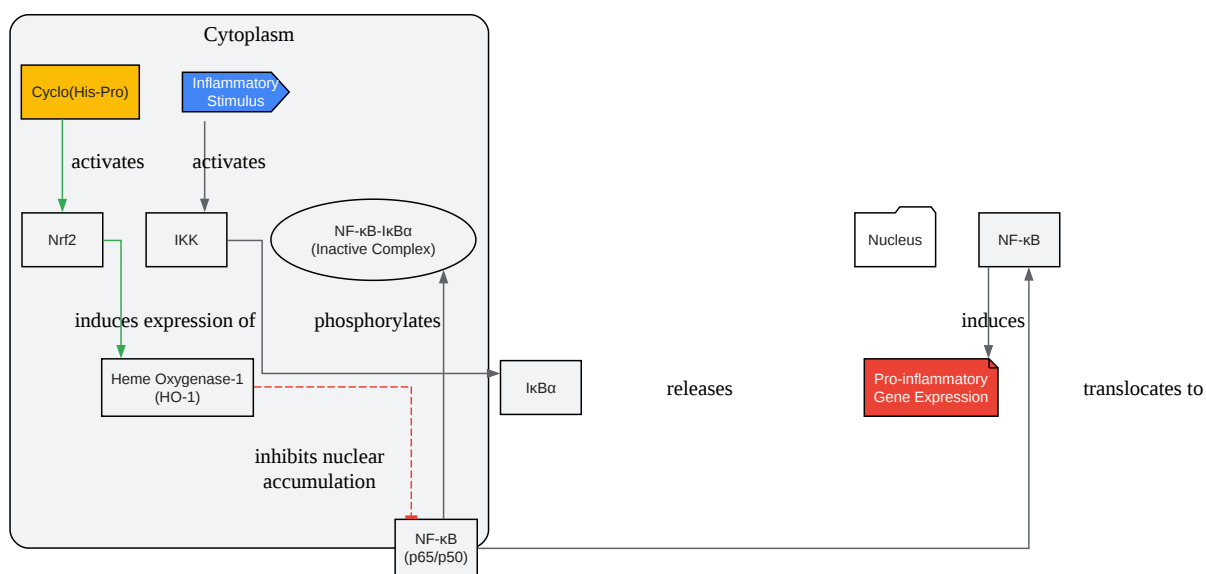 Cytoplasm
Cyclo(His-Pro)
Inflammatory
Stimulus
activates
activates
Nrf2
IKK
NF-κB-IκBα
(Inactive Complex)
Nucleus
NF-κB
induces expression of
phosphorylates
induces
Heme Oxygenase-1
(HO-1)
IκBα
releases
Pro-inflammatory
Gene Expression
translocates to
inhibits nuclear
accumulation
NF-κB
(p65/p50)